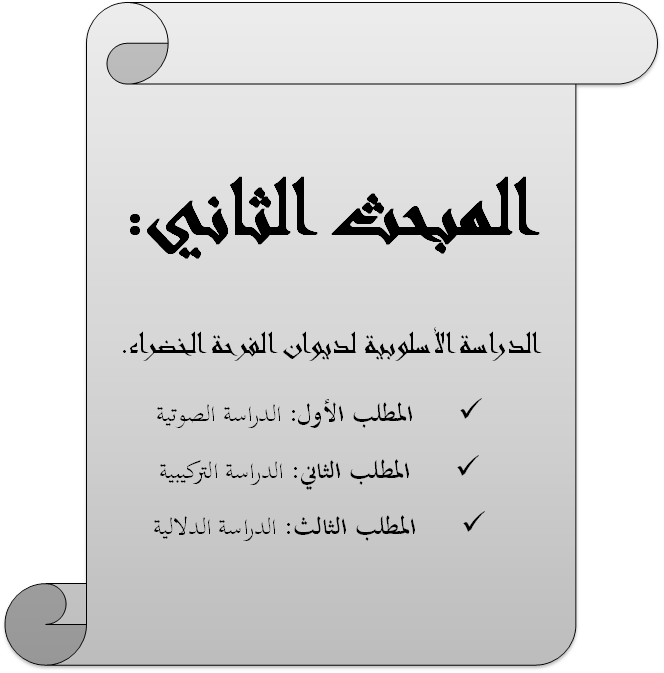 المبحث الثاني:
الدراسة الأسلوبية لديوان الفرحة الخضراء.
✓ المطلب الأول: الدراسة الصوتية
✓ المطلب الثاني: الدراسة التركيبية
✓ المطلب الثالث: الدراسة الدلالية